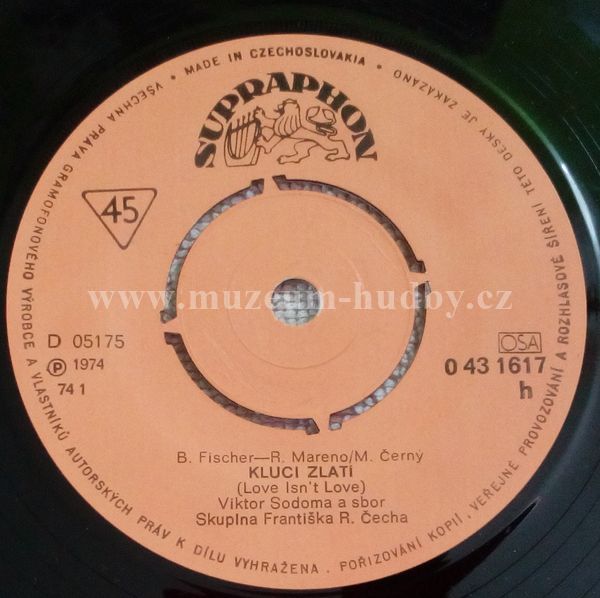 VŠECHNA PRÁVA GRAMOFONOVÉHO VÝROBCE A VLASTNÍKŮ AUTORSKÝCH PRÁV K DÍLU VYHRAŽENA. POŘIZOVÁNÍ KOPIÍ, VEŘEJNÉ PROVOZOVÁNÍ A ROZHLASOVÉ ŠÍŘENÍ TÉTO DESKY JE ZAKÁZÁNO
• MADE IN CZECHOSLOVAKIA •
SUPRAPHON
45
www.muzeum-hudby.cz
D 05175
OSA
Ⓟ 1974
0 43 1617
74 1
h
B. Fischer—R. Mareno/M. Černy
KLUCI ZLATÍ
(Love Isn't Love)
Viktor Sodoma a sbor
Skupina Františka R. Čecha